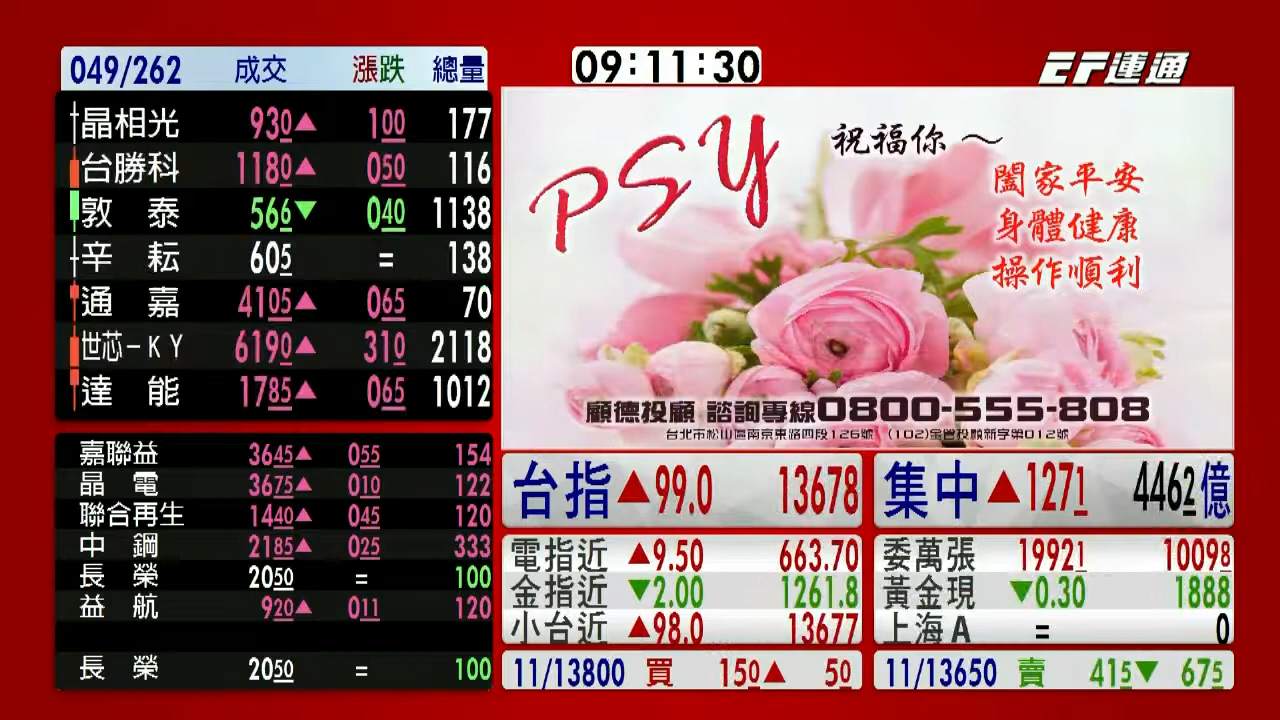 049/262 成交 漲跌 總量
晶相光 930▲ 100 177
台勝科 1180▲ 050 116
敦泰 566▼ 040 1138
辛耘 605 = 138
通嘉 4105▲ 065 70
世芯-KY 6190▲ 310 2118
達能 1785▲ 065 1012
嘉聯益 3645▲ 055 154
晶電 3675▲ 010 122
聯合再生 1440▲ 045 120
中鋼 2185▲ 025 333
長榮 2050 = 100
益航 920▲ 011 120
長榮 2050 = 100
09:11:30
EF運通
PSY
祝福你～
闔家平安
身體健康
操作順利
顧德投顧 諮詢專線0800-555-808
台北市松山區南京東路四段126號 (102)金管投顧新字第012號
台指▲99.0 13678
集中▲1271 4462億
電指近 ▲9.50 663.70
金指近 ▼2.00 1261.8
小台近 ▲98.0 13677
委萬張 19921 10098
黃金現 ▼0.30 1888
上海A = 0
11/13800 買 150▲ 50
11/13650 賣 415▼ 675